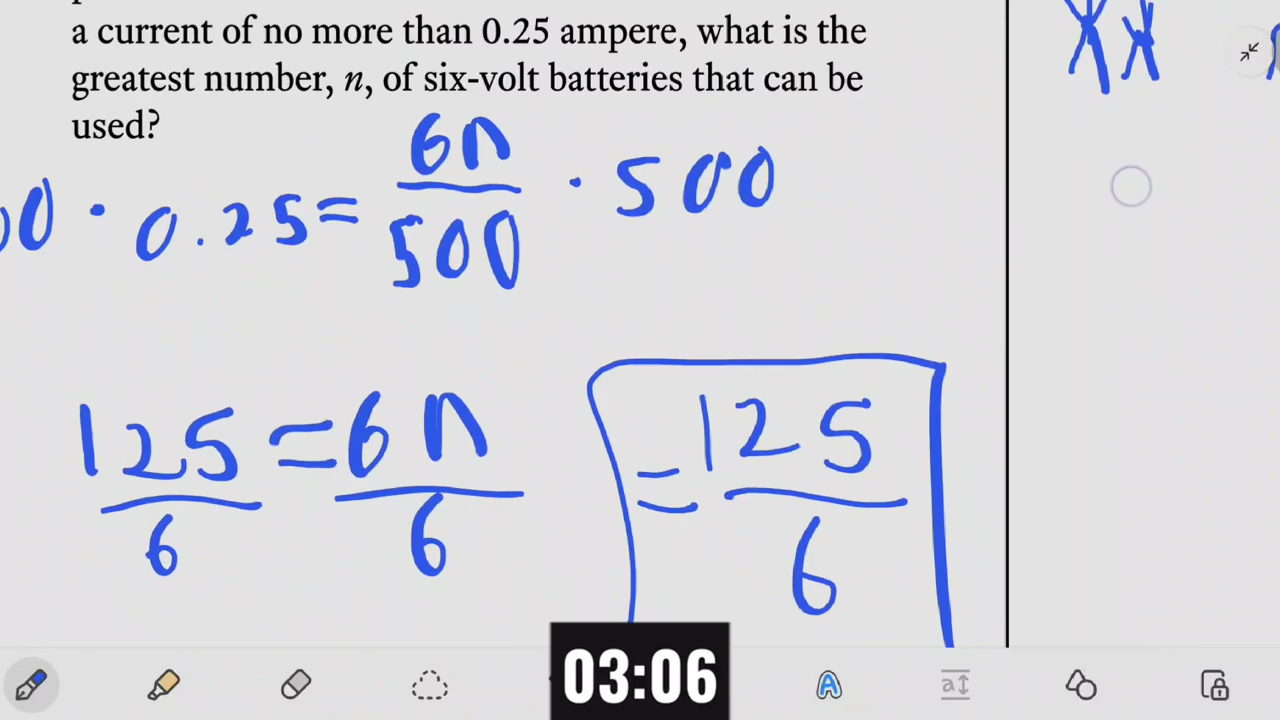 a current of no more than 0.25 ampere, what is the
greatest number, n, of six-volt batteries that can be
used?
00 · 0.25 = 6n/500 · 500
125/6 = 6n/6
= 125/6
03:06
A
a